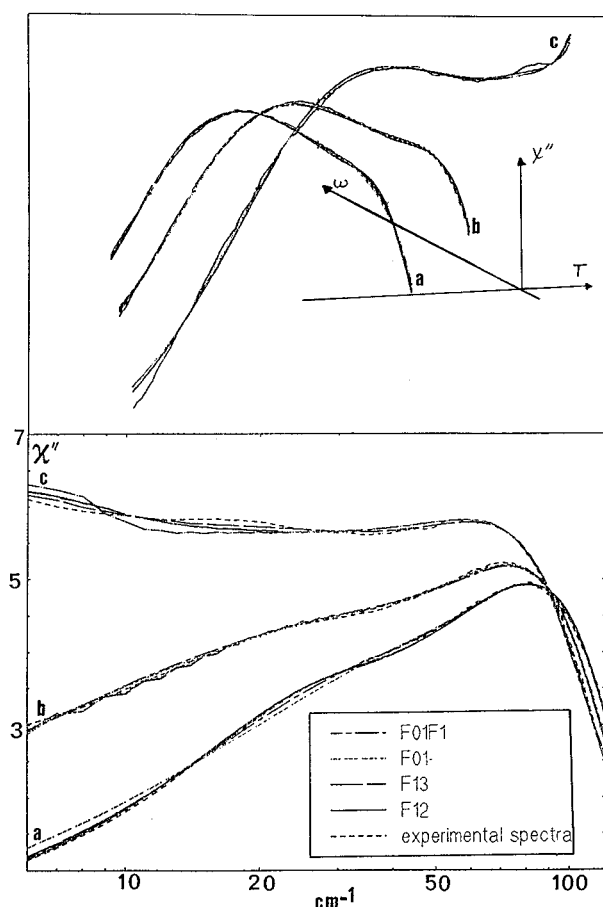 c
χ''
ω
b
T
a
7
χ''
c
5
b
3
a
F01F1
F01-
F13
F12
experimental spectra
10 20 50 100
cm⁻¹